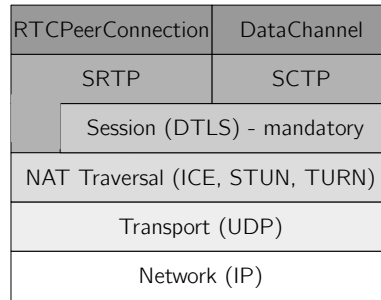 RTCPeerConnection DataChannel
SRTP SCTP
Session (DTLS) - mandatory
NAT Traversal (ICE, STUN, TURN)
Transport (UDP)
Network (IP)